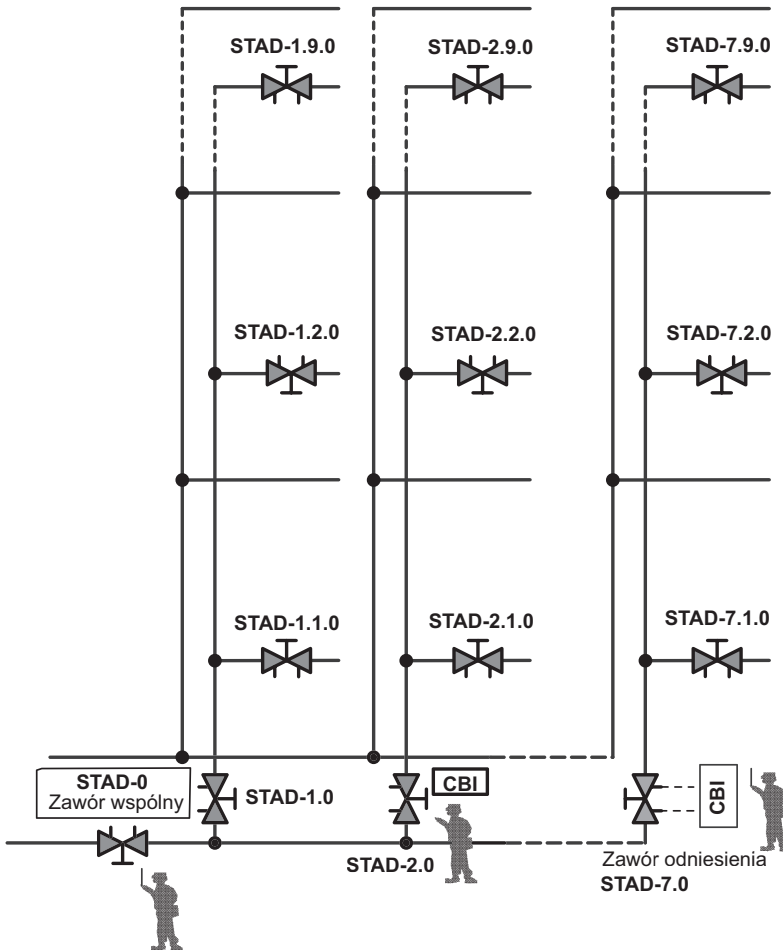 STAD-1.9.0
STAD-2.9.0
STAD-7.9.0
STAD-1.2.0
STAD-2.2.0
STAD-7.2.0
STAD-1.1.0
STAD-2.1.0
STAD-7.1.0
STAD-0
Zawór wspólny
STAD-1.0
CBI
CBI
STAD-2.0
Zawór odniesienia
STAD-7.0